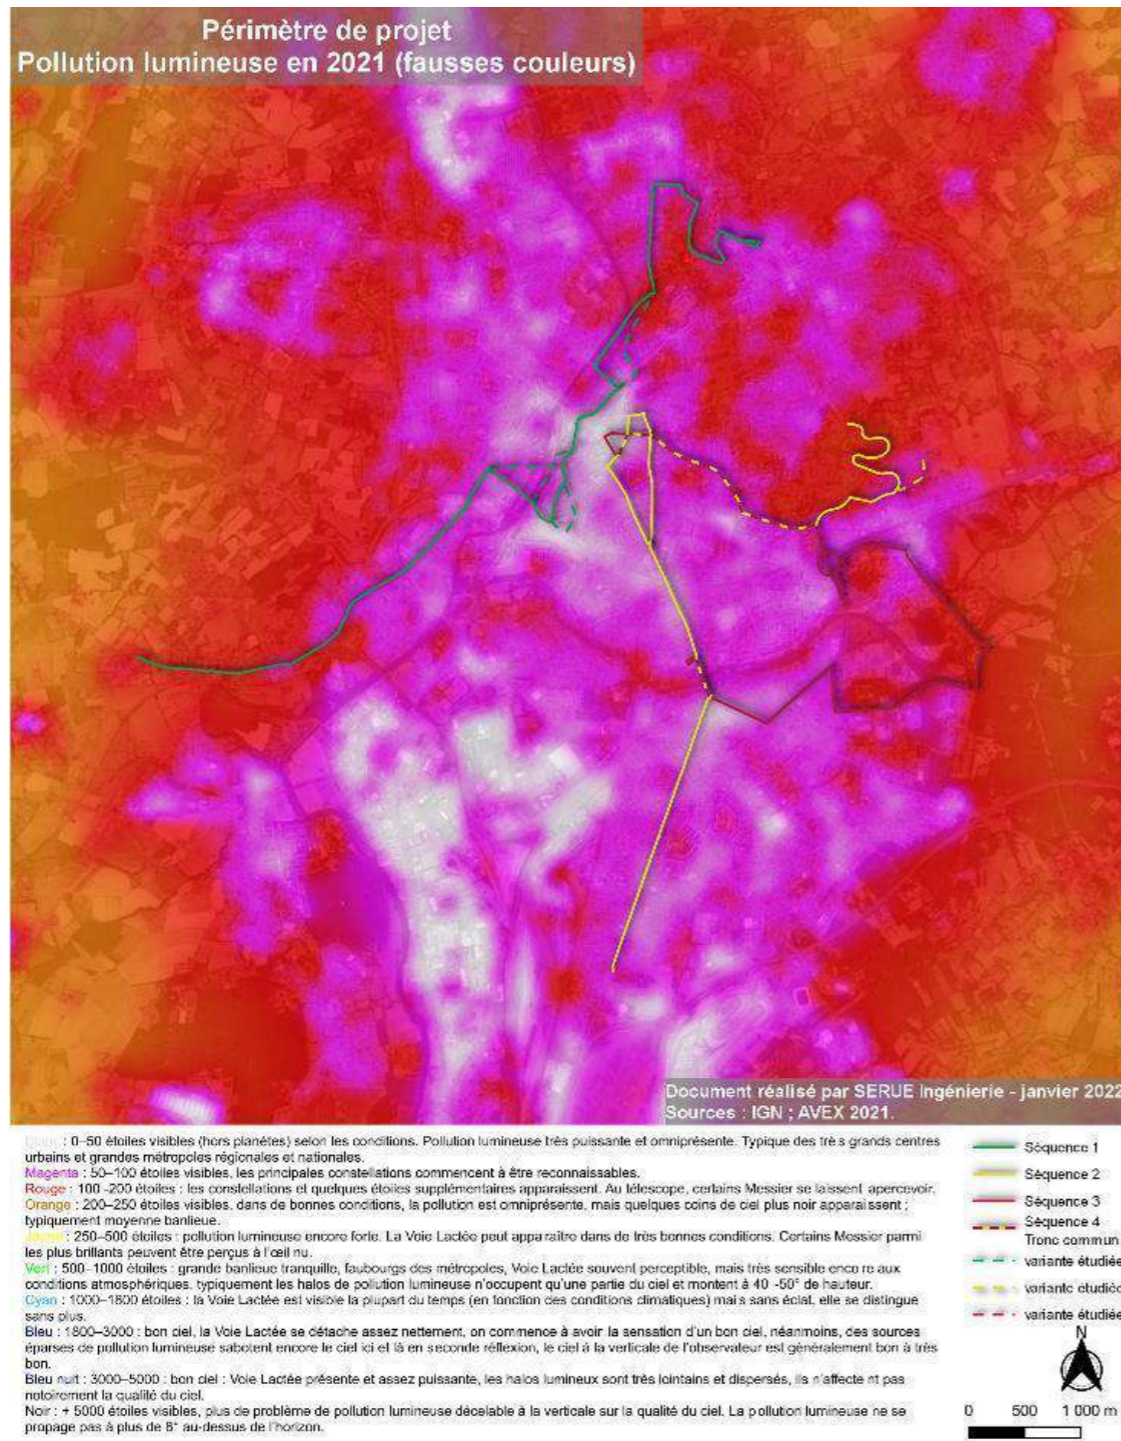 Périmètre de projet
Pollution lumineuse en 2021 (fausses couleurs)
Document réalisé par SERUE Ingénierie - janvier 2022
Sources : IGN ; AVEX 2021.
: 0–50 étoiles visibles (hors planètes) selon les conditions. Pollution lumineuse très puissante et omniprésente. Typique des très grands centres
urbains et grandes métropoles régionales et nationales.
Magenta : 50–100 étoiles visibles, les principales constellations commencent à être reconnaissables.
Rouge : 100 -200 étoiles : les constellations et quelques étoiles supplémentaires apparaissent. Au télescope, certains Messier se laissent apercevoir.
Orange : 200–250 étoiles visibles, dans de bonnes conditions, la pollution est omniprésente, mais quelques coins de ciel plus noir apparaissent ;
typiquement moyenne banlieue.
Jaune : 250–500 étoiles : pollution lumineuse encore forte. La Voie Lactée peut apparaître dans de très bonnes conditions. Certains Messier parmi
les plus brillants peuvent être perçus à l'œil nu.
Vert : 500–1000 étoiles : grande banlieue tranquille, faubourgs des métropoles, Voie Lactée souvent perceptible, mais très sensible encore aux
conditions atmosphériques. typiquement les halos de pollution lumineuse n'occupent qu'une partie du ciel et montent à 40 -50° de hauteur.
Cyan : 1000–1800 étoiles : la Voie Lactée est visible la plupart du temps (en fonction des conditions climatiques) mais sans éclat, elle se distingue
sans plus.
Bleu : 1800–3000 : bon ciel, la Voie Lactée se détache assez nettement, on commence à avoir la sensation d'un bon ciel, néanmoins, des sources
éparses de pollution lumineuse sabotent encore le ciel ici et là en seconde réflexion, le ciel à la verticale de l'observateur est généralement bon à très
bon.
Bleu nuit : 3000–5000 : bon ciel : Voie Lactée présente et assez puissante, les halos lumineux sont très lointains et dispersés, ils n'affectent pas
notoirement la qualité du ciel.
Noir : + 5000 étoiles visibles, plus de problème de pollution lumineuse décelable à la verticale sur la qualité du ciel. La pollution lumineuse ne se
propage pas à plus de 8° au-dessus de l'horizon.
Séquence 1
Séquence 2
Séquence 3
Séquence 4
Tronc commun
variante étudiée
variante étudiée
variante étudiée
N
0 500 1 000 m